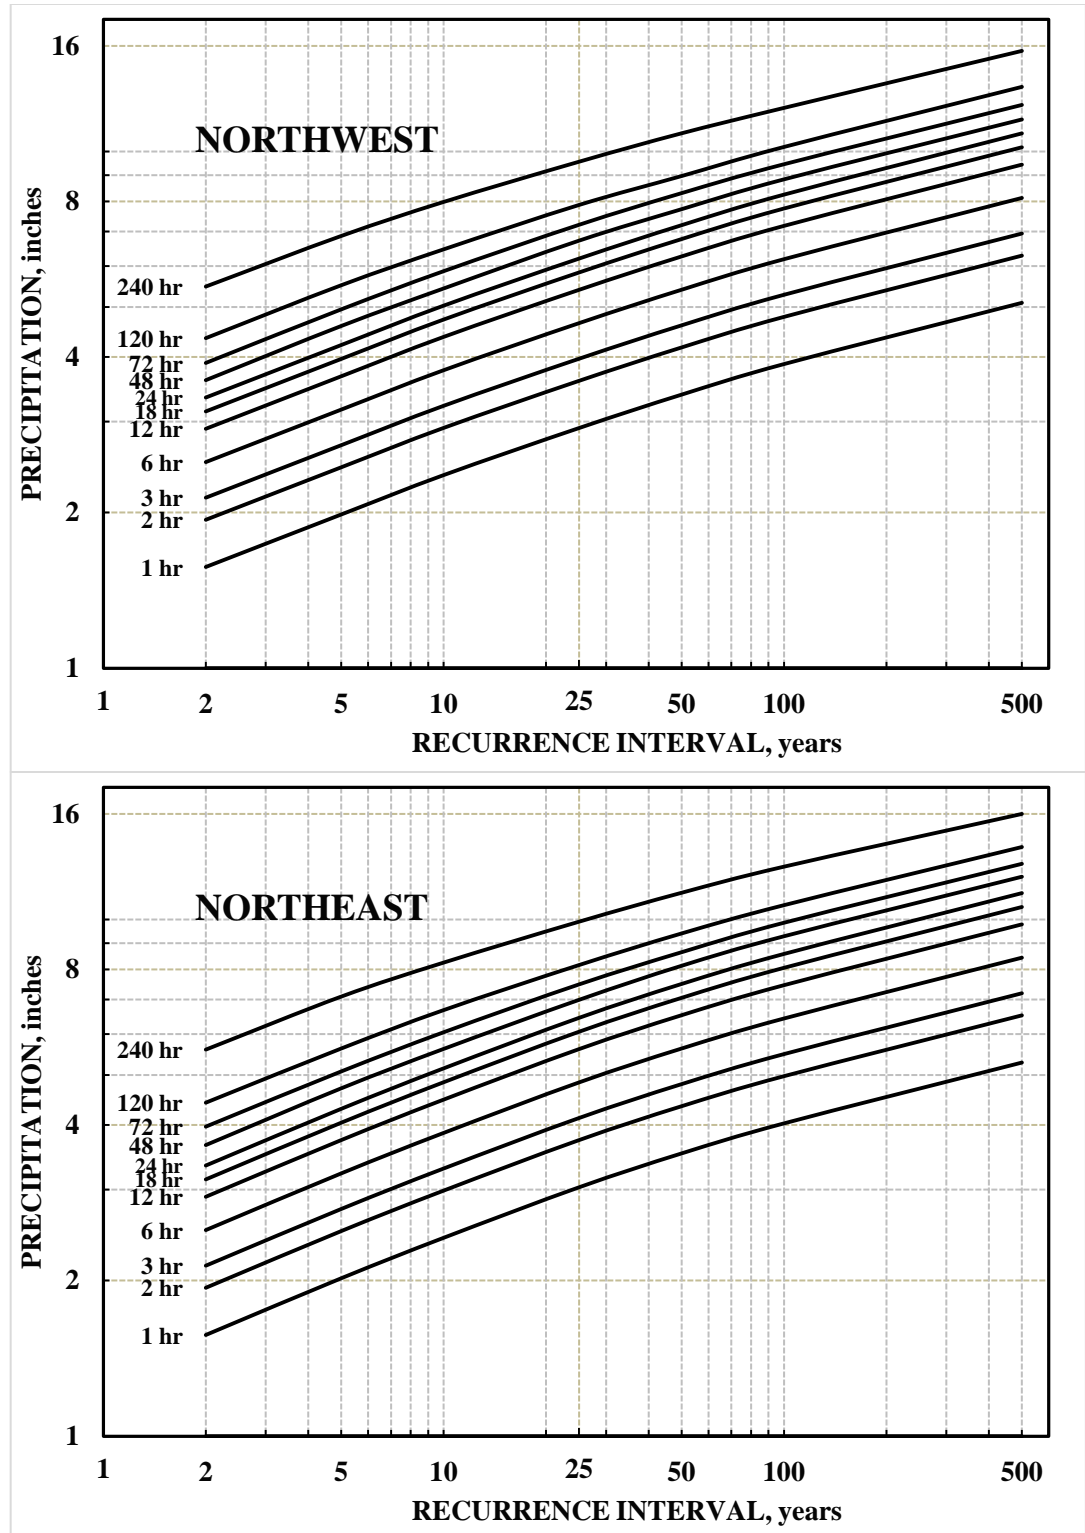 16
NORTHWEST
8
PRECIPITATION, inches
240 hr
120 hr
4
72 hr
48 hr
24 hr
18 hr
12 hr
6 hr
3 hr
2
2 hr
1 hr
1
1 2 5 10 25 50 100 500
RECURRENCE INTERVAL, years
16
NORTHEAST
8
PRECIPITATION, inches
240 hr
120 hr
4
72 hr
48 hr
24 hr
18 hr
12 hr
6 hr
3 hr
2
2 hr
1 hr
1
1 2 5 10 25 50 100 500
RECURRENCE INTERVAL, years